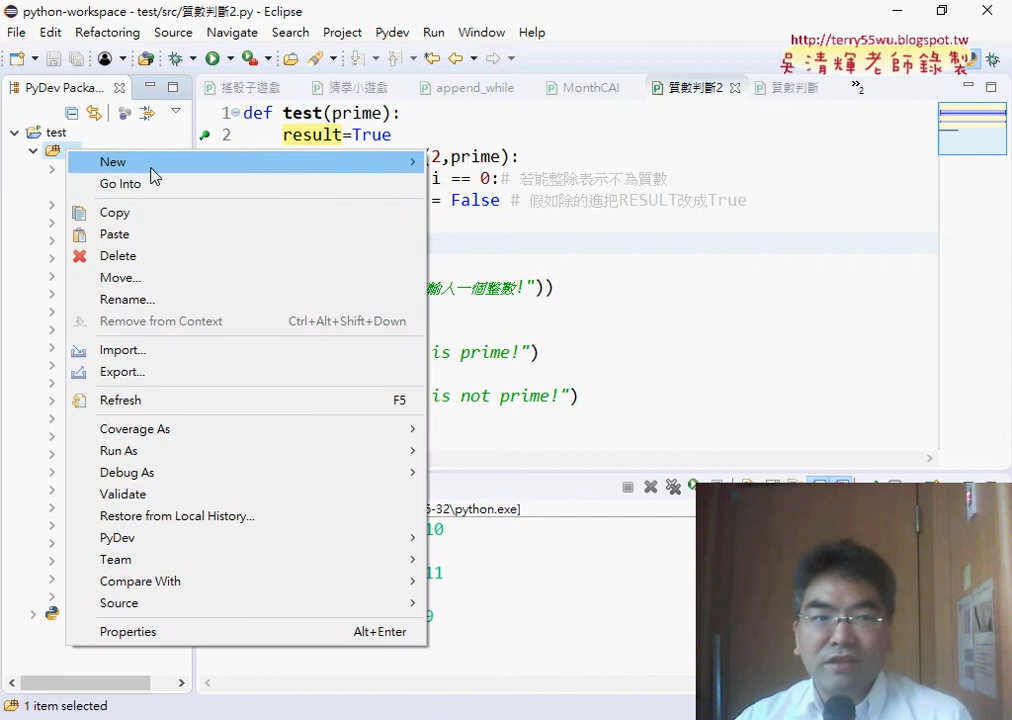 python-workspace - test/src/質數判斷2.py - Eclipse
File Edit Refactoring Source Navigate Search Project Pydev Run Window Help
http://terry55wu.blogspot.tw
吳清輝老師錄製
PyDev Packa...
搖骰子遊戲 清拳小遊戲 append_while MonthCAl 質數判斷2 質數判斷 »2
test
1 def test(prime):
2 result=True
(2,prime):
i == 0:# 若能整除表示不為質數
= False # 假如除的進把RESULT改成True
輸人一個整數!"))
is prime!")
is not prime!")
New
Go Into
Copy
Paste
Delete
Move...
Rename...
Remove from Context Ctrl+Alt+Shift+Down
Import...
Export...
Refresh F5
Coverage As
Run As
Debug As
Validate
Restore from Local History...
PyDev
Team
Compare With
Source
Properties Alt+Enter
6-32\python.exe]
10
11
9
1 item selected